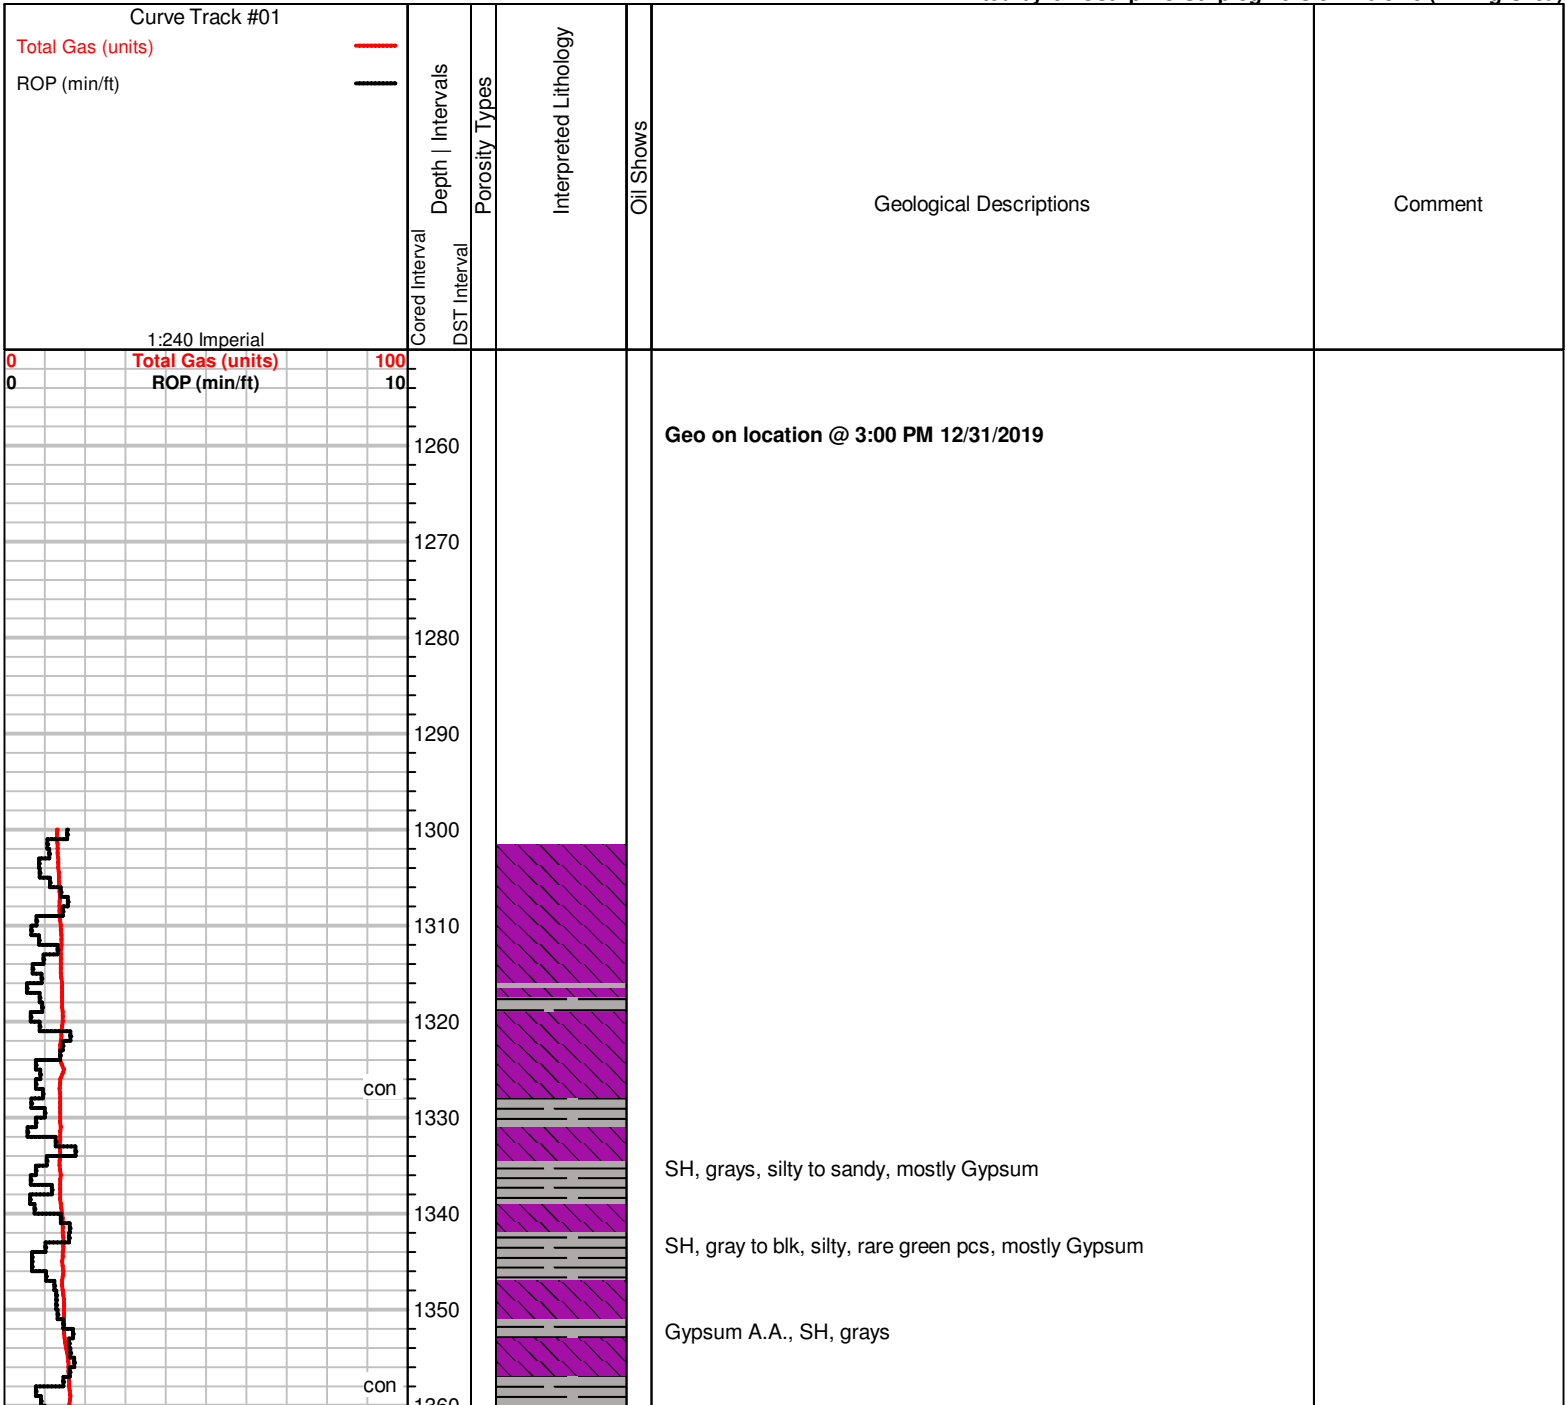 Curve Track #01
Total Gas (units)
ROP (min/ft)
1:240 Imperial
Cored Interval
Depth | Intervals
DST Interval
Porosity Types
Interpreted Lithology
Oil Shows
Geological Descriptions
Comment
0 Total Gas (units) 100
0 ROP (min/ft) 10
Geo on location @ 3:00 PM 12/31/2019
1260
1270
1280
1290
1300
1310
1320
con
1330
SH, grays, silty to sandy, mostly Gypsum
1340
SH, gray to blk, silty, rare green pcs, mostly Gypsum
1350
Gypsum A.A., SH, grays
con
1360